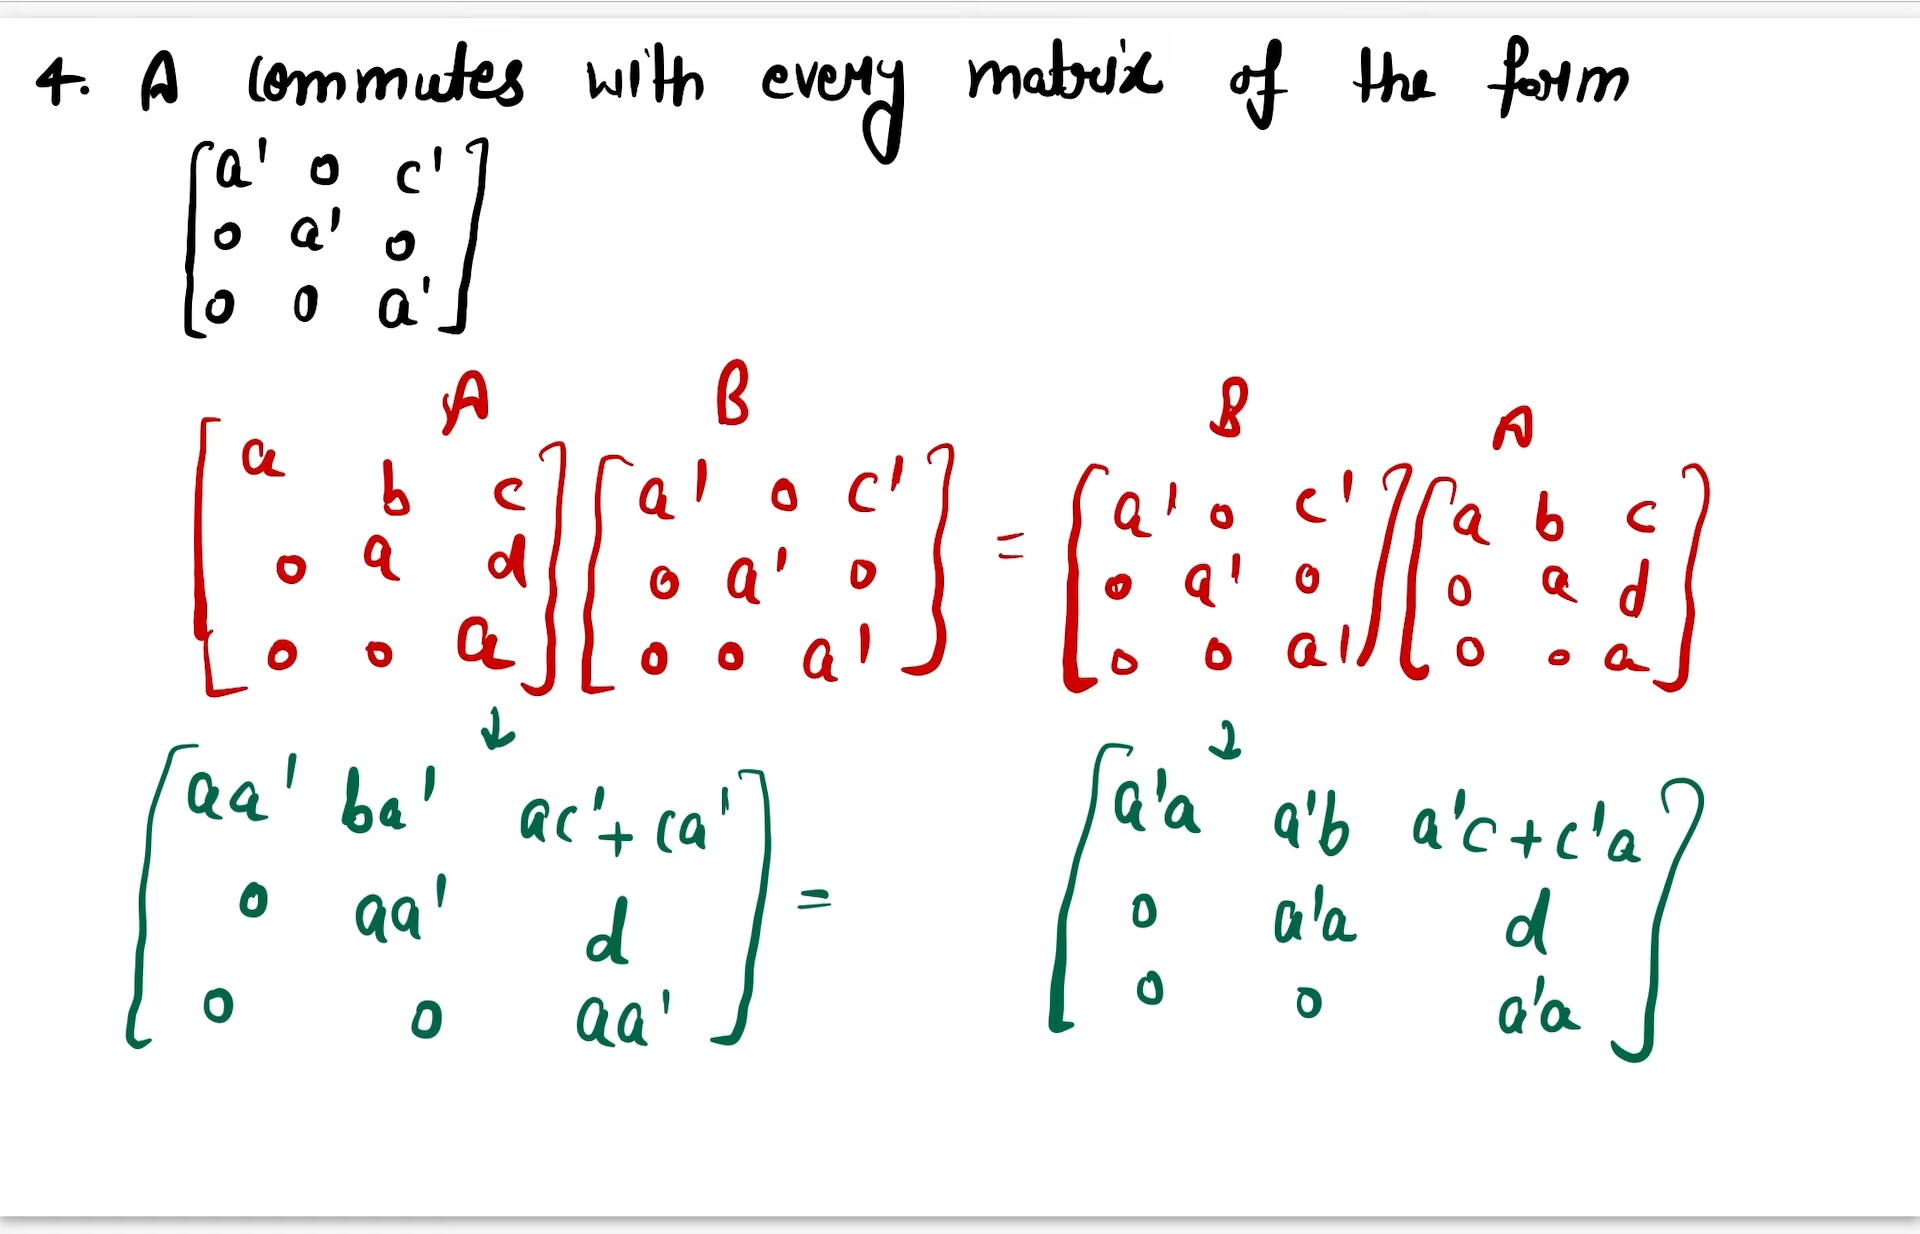 4. A commutes with every matrix of the form
[a' 0 c'
0 a' 0
0 0 a']
A B B A
[a b c [a' 0 c' [a' 0 c' [a b c
0 a d 0 a' 0 = 0 a' 0 0 a d
0 0 a] 0 0 a'] 0 0 a'] 0 0 a]
↓ ↓
[aa' ba' ac'+ca' [a'a a'b a'c+c'a
0 aa' d = 0 a'a d
0 0 aa'] 0 0 a'a]